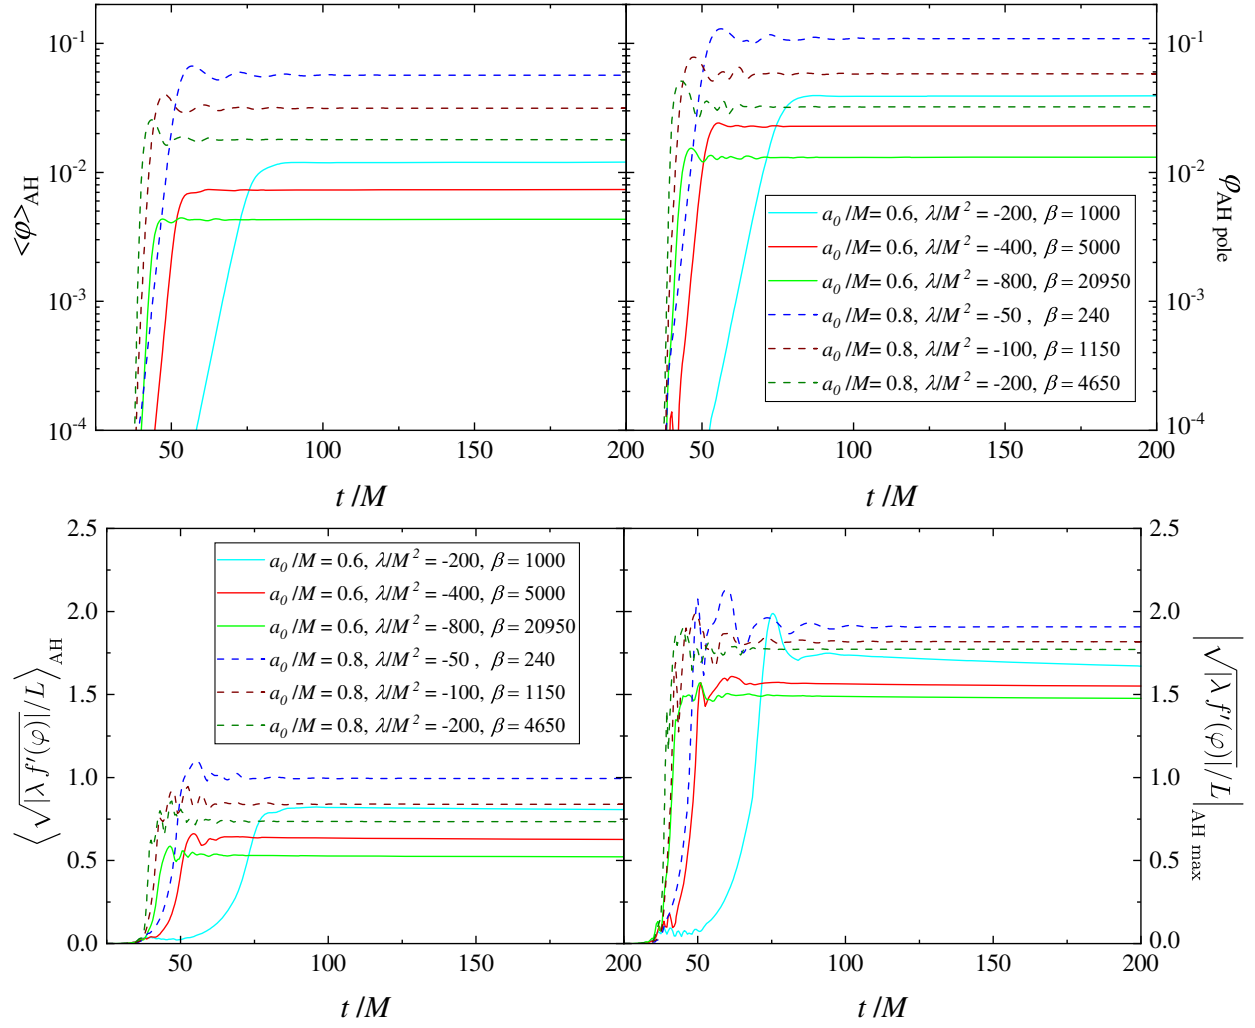 10^{-1}
10^{-2}
10^{-3}
10^{-4}
<φ>_{AH}
50 100 150 200
t /M
50 100 150 200
t /M
10^{-1}
10^{-2}
10^{-3}
10^{-4}
φ_{AH pole}
a_0 /M= 0.6, λ/M^2 = -200, β = 1000
a_0 /M= 0.6, λ/M^2 = -400, β = 5000
a_0 /M= 0.6, λ/M^2 = -800, β = 20950
a_0 /M= 0.8, λ/M^2 = -50 , β = 240
a_0 /M= 0.8, λ/M^2 = -100, β = 1150
a_0 /M= 0.8, λ/M^2 = -200, β = 4650
2.5
2.0
1.5
1.0
0.5
0.0
⟨√|λ f'(φ)|/L⟩_{AH}
a_0 /M = 0.6, λ/M^2 = -200, β = 1000
a_0 /M = 0.6, λ/M^2 = -400, β = 5000
a_0 /M = 0.6, λ/M^2 = -800, β = 20950
a_0 /M = 0.8, λ/M^2 = -50 , β = 240
a_0 /M = 0.8, λ/M^2 = -100, β = 1150
a_0 /M = 0.8, λ/M^2 = -200, β = 4650
50 100 150 200
t /M
50 100 150 200
t /M
2.5
2.0
1.5
1.0
0.5
0.0
|√|λ f'(φ)|/L|_{AH max}